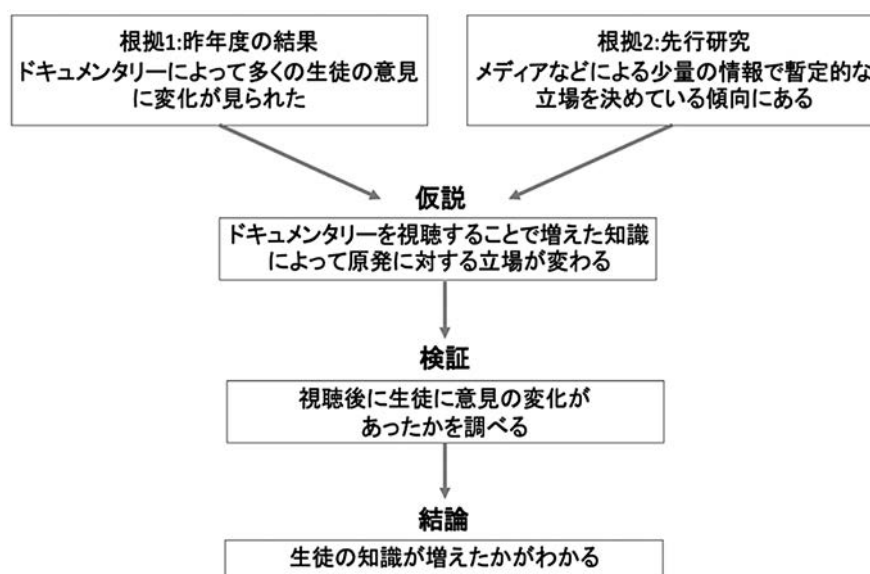 根拠1:昨年度の結果
ドキュメンタリーによって多くの生徒の意見
に変化が見られた
根拠2:先行研究
メディアなどによる少量の情報で暫定的な
立場を決めている傾向にある
仮説
ドキュメンタリーを視聴することで増えた知識
によって原発に対する立場が変わる
検証
視聴後に生徒に意見の変化が
あったかを調べる
結論
生徒の知識が増えたかがわかる